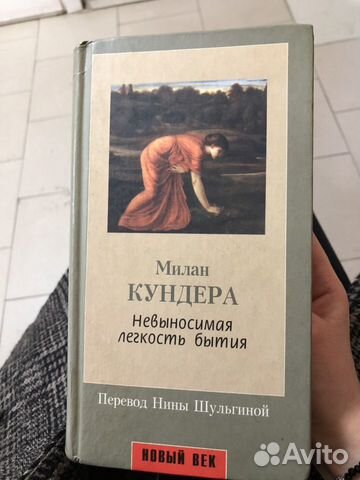 Милан
КУНДЕРА
Невыносимая
легкость бытия
Перевод Нины Шульгиной
НОВЫЙ ВЕК
Avito